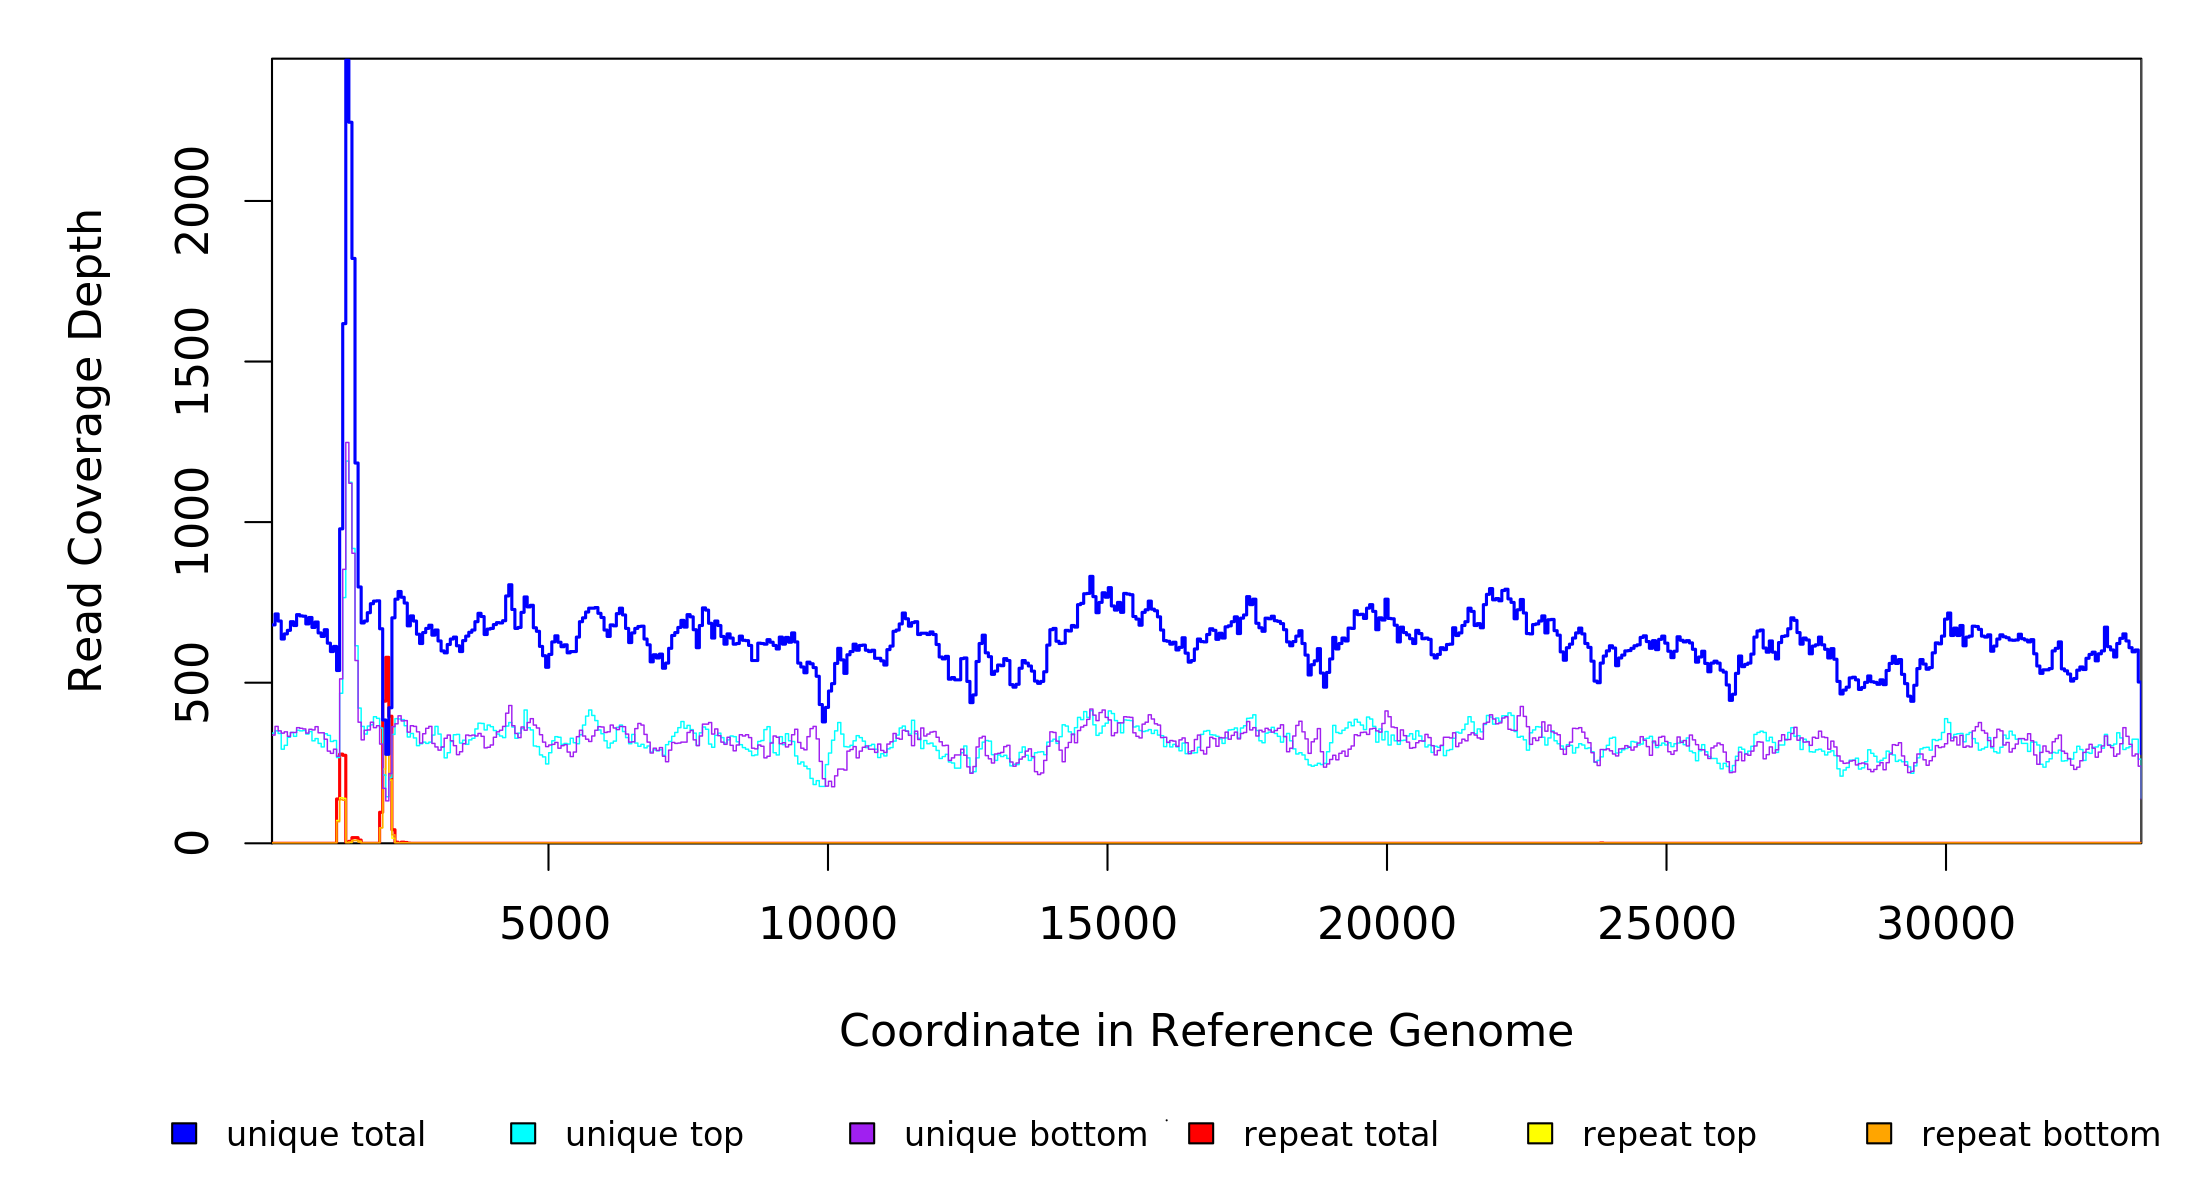 Read Coverage Depth
2000
1500
1000
500
0
5000 10000 15000 20000 25000 30000
Coordinate in Reference Genome
unique total unique top unique bottom repeat total repeat top repeat bottom